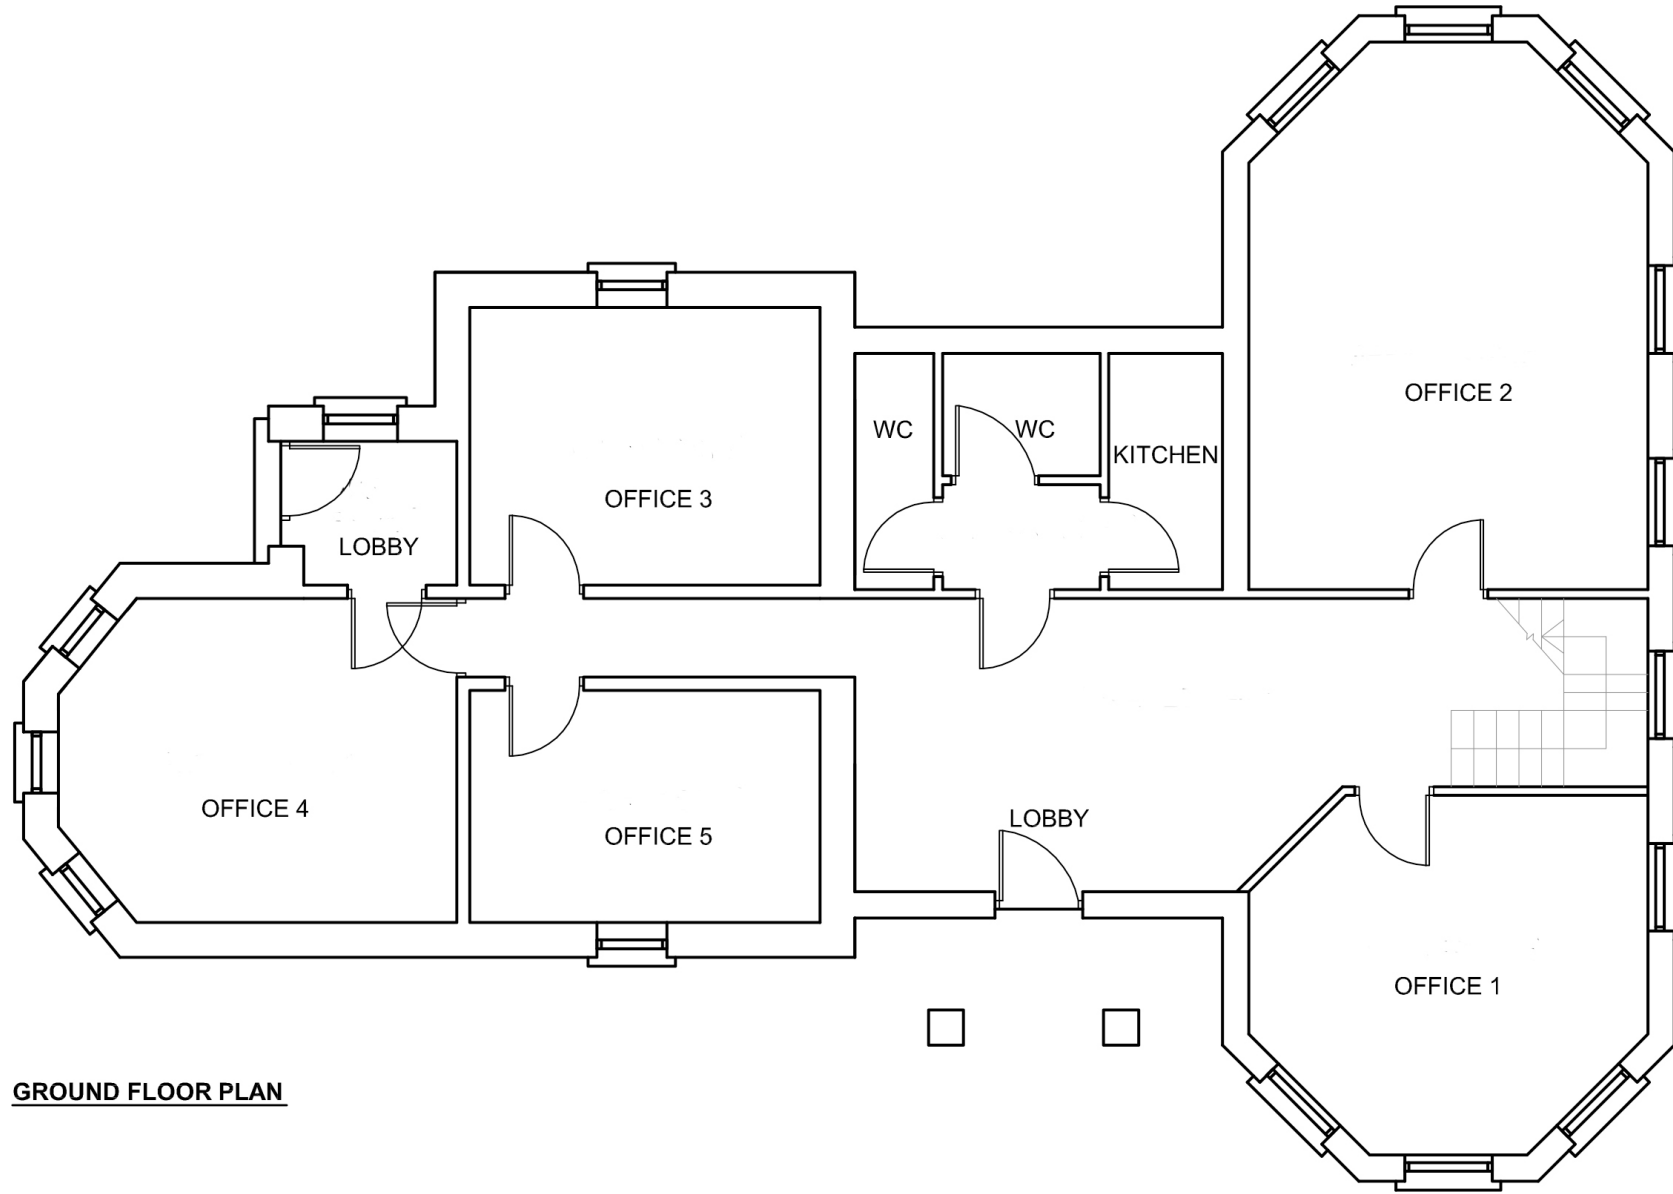 OFFICE 2
WC
WC
KITCHEN
OFFICE 3
LOBBY
OFFICE 4
OFFICE 5
LOBBY
OFFICE 1
GROUND FLOOR PLAN